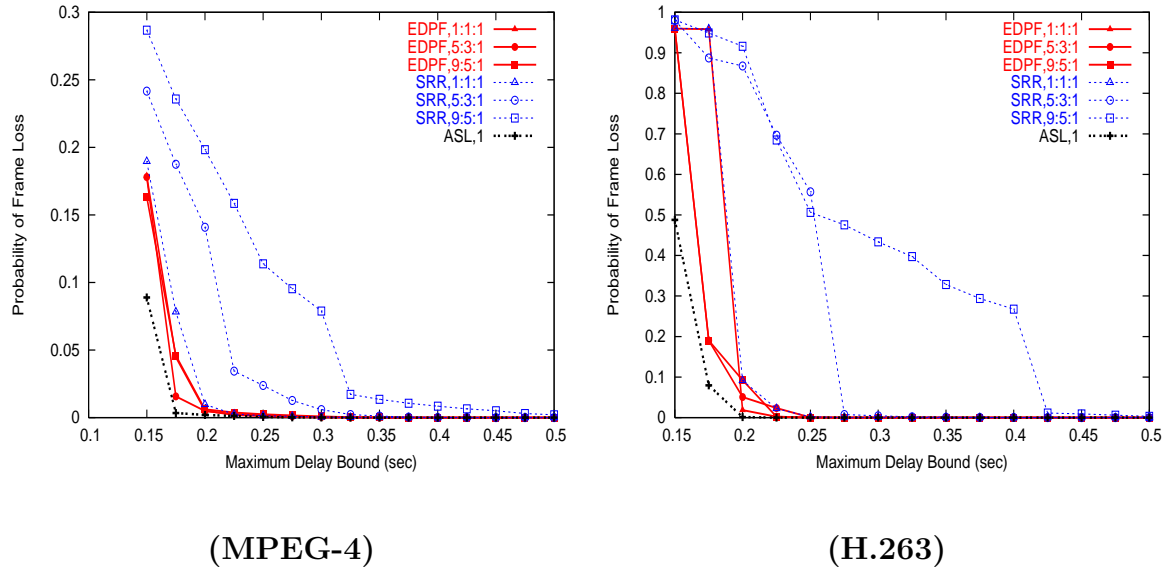 0.3
0.25
0.2
0.15
0.1
0.05
0
Probability of Frame Loss
0.1 0.15 0.2 0.25 0.3 0.35 0.4 0.45 0.5
Maximum Delay Bound (sec)
EDPF,1:1:1
EDPF,5:3:1
EDPF,9:5:1
SRR,1:1:1
SRR,5:3:1
SRR,9:5:1
ASL,1
(MPEG-4)
1
0.9
0.8
0.7
0.6
0.5
0.4
0.3
0.2
0.1
0
Probability of Frame Loss
0.15 0.2 0.25 0.3 0.35 0.4 0.45 0.5
Maximum Delay Bound (sec)
EDPF,1:1:1
EDPF,5:3:1
EDPF,9:5:1
SRR,1:1:1
SRR,5:3:1
SRR,9:5:1
ASL,1
(H.263)